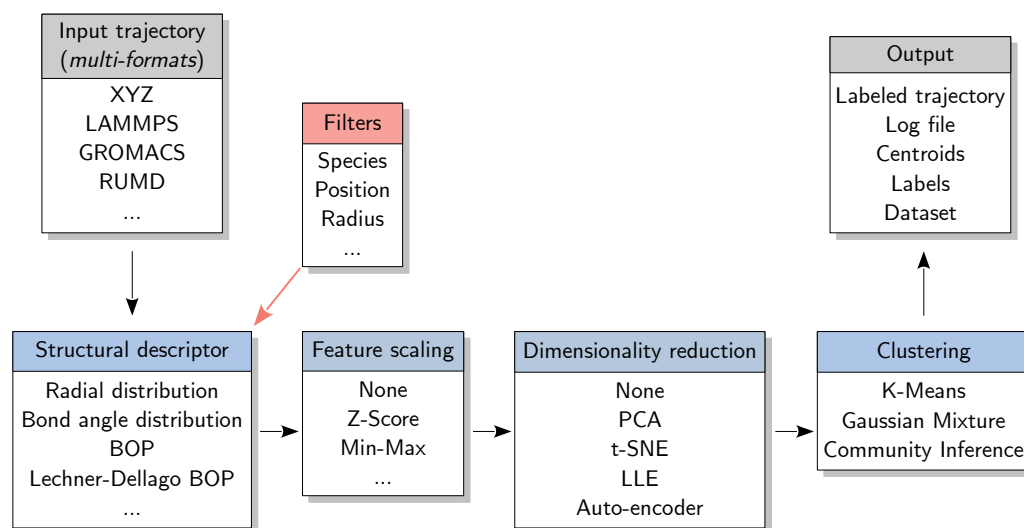 Input trajectory
(multi-formats)
XYZ
LAMMPS
GROMACS
RUMD
...
Filters
Species
Position
Radius
...
Output
Labeled trajectory
Log file
Centroids
Labels
Dataset
Structural descriptor
Radial distribution
Bond angle distribution
BOP
Lechner-Dellago BOP
...
Feature scaling
None
Z-Score
Min-Max
...
Dimensionality reduction
None
PCA
t-SNE
LLE
Auto-encoder
Clustering
K-Means
Gaussian Mixture
Community Inference